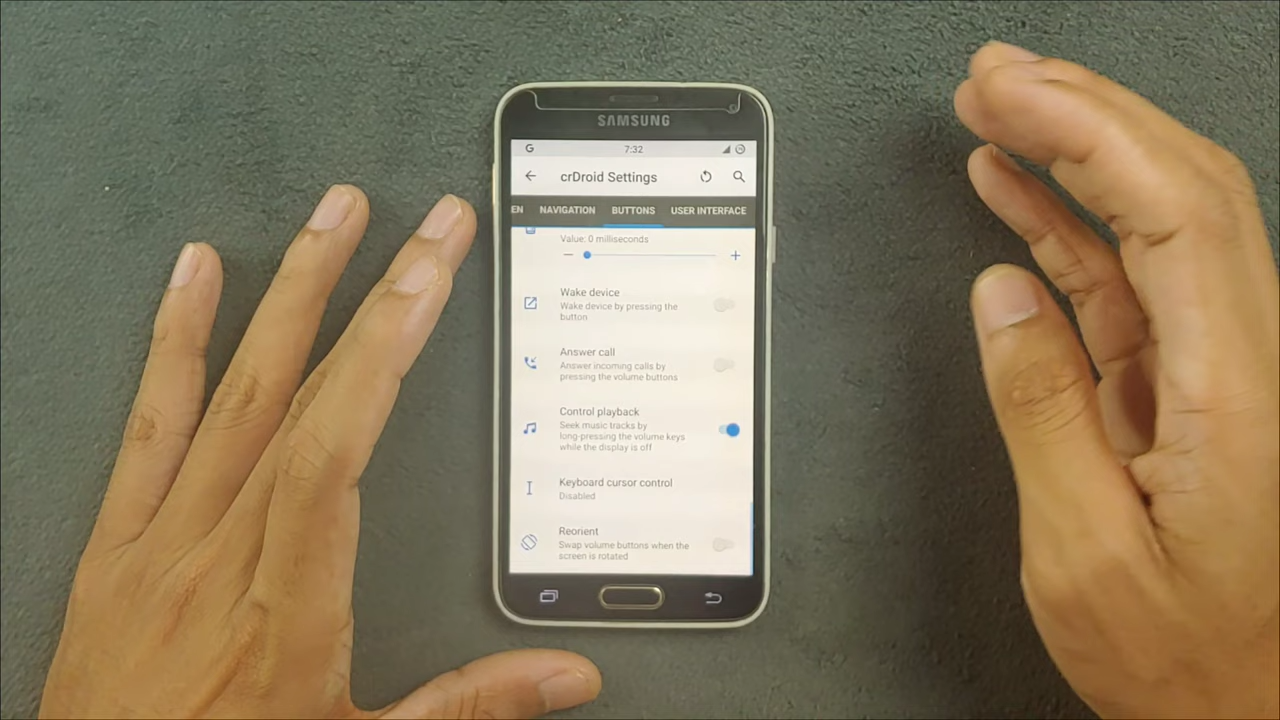 SAMSUNG
G 7:32
crDroid Settings
EN NAVIGATION BUTTONS USER INTERFACE
Value: 0 milliseconds
Wake device
Wake device by pressing the
button
Answer call
Answer incoming calls by
pressing the volume buttons
Control playback
Seek music tracks by
long-pressing the volume keys
while the display is off
Keyboard cursor control
Disabled
Reorient
Swap volume buttons when the
screen is rotated